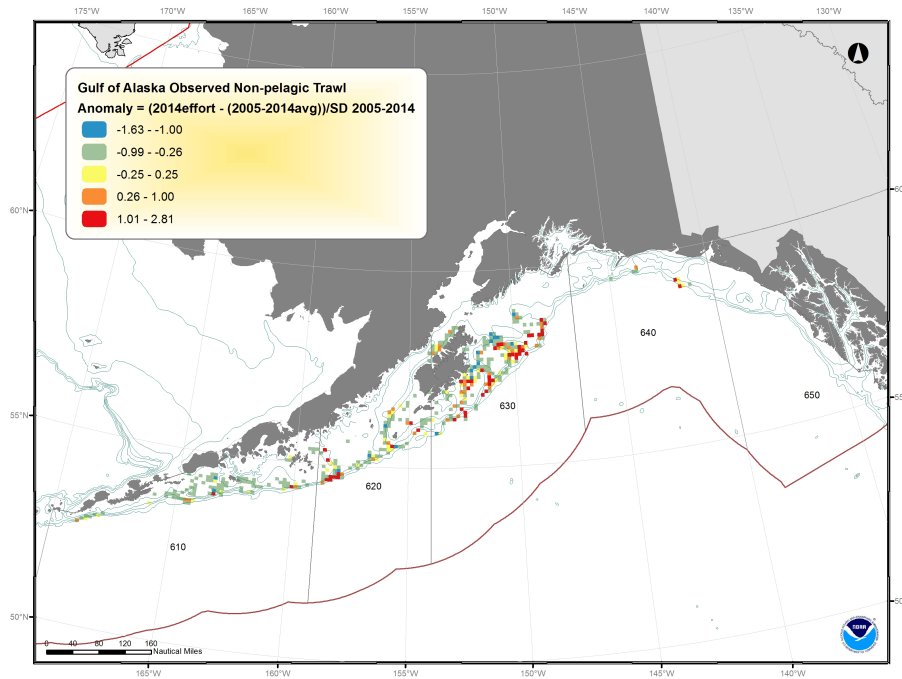 175°W 170°W 165°W 160°W 155°W 150°W 145°W 140°W 135°W 130°W
Gulf of Alaska Observed Non-pelagic Trawl
Anomaly = (2014effort - (2005-2014avg))/SD 2005-2014
-1.63 - -1.00
-0.99 - -0.26
-0.25 - 0.25
0.26 - 1.00
1.01 - 2.81
60°N
60
640
650
55°N
55
630
620
610
50°N
50
0 40 80 120 160
Nautical Miles
NOAA
165°W 160°W 155°W 150°W 145°W 140°W